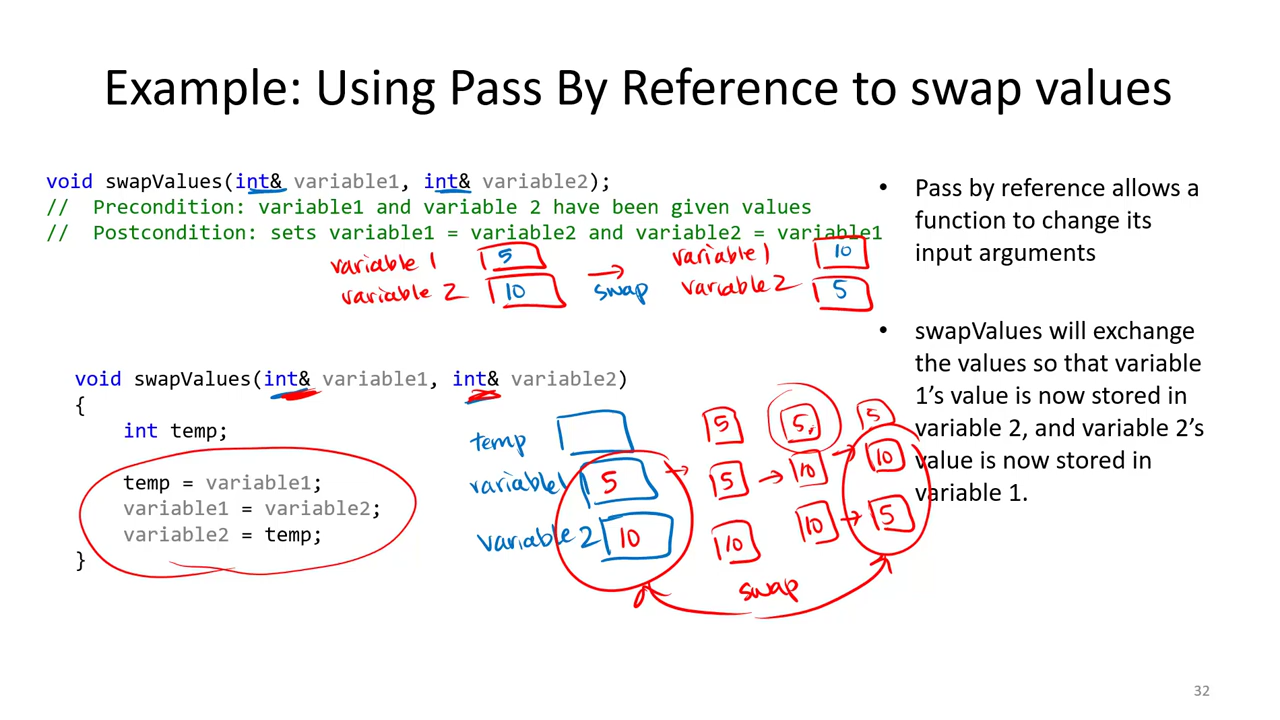 Example: Using Pass By Reference to swap values
void swapValues(int& variable1, int& variable2);
// Precondition: variable1 and variable 2 have been given values
// Postcondition: sets variable1 = variable2 and variable2 = variable1
variable 1 5
variable 2 10
swap
variable 1 10
variable 2 5
void swapValues(int& variable1, int& variable2)
{
int temp;
temp = variable1;
variable1 = variable2;
variable2 = temp;
}
temp 5 5 5
variable1 5 5 10 10
variable 2 10 10 10 5
swap
• Pass by reference allows a
function to change its
input arguments
• swapValues will exchange
the values so that variable
1’s value is now stored in
variable 2, and variable 2’s
value is now stored in
variable 1.
32